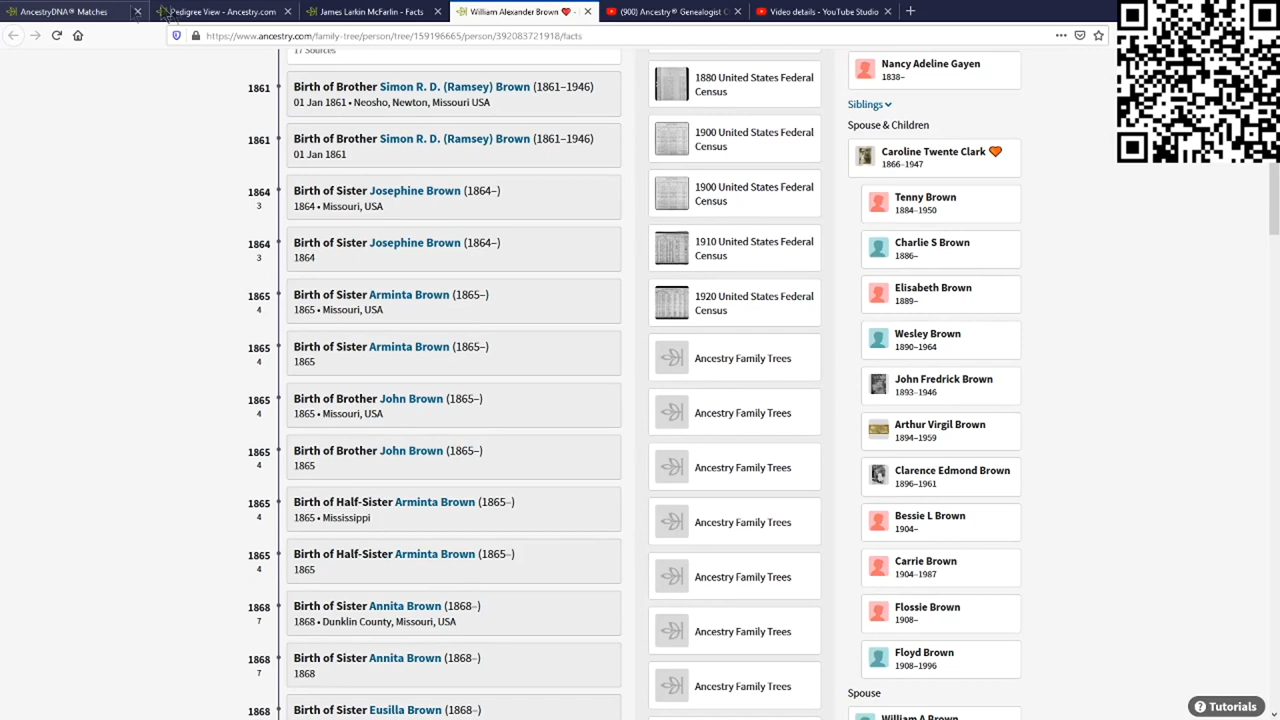 AncestryDNA® Matches
Pedigree View - Ancestry.com
James Larkin McFarlin - Facts
William Alexander Brown 🧡 -
(900) Ancestry® Genealogist C
Video details - YouTube Studio
https://www.ancestry.com/family-tree/person/tree/159196665/person/392083721918/facts
17 Sources
1861
Birth of Brother Simon R. D. (Ramsey) Brown (1861–1946)
01 Jan 1861 • Neosho, Newton, Missouri USA
1861
Birth of Brother Simon R. D. (Ramsey) Brown (1861–1946)
01 Jan 1861
1864
3
Birth of Sister Josephine Brown (1864–)
1864 • Missouri, USA
1864
3
Birth of Sister Josephine Brown (1864–)
1864
1865
4
Birth of Sister Arminta Brown (1865–)
1865 • Missouri, USA
1865
4
Birth of Sister Arminta Brown (1865–)
1865
1865
4
Birth of Brother John Brown (1865–)
1865 • Missouri, USA
1865
4
Birth of Brother John Brown (1865–)
1865
1865
4
Birth of Half-Sister Arminta Brown (1865–)
1865 • Mississippi
1865
4
Birth of Half-Sister Arminta Brown (1865–)
1865
1868
7
Birth of Sister Annita Brown (1868–)
1868 • Dunklin County, Missouri, USA
1868
7
Birth of Sister Annita Brown (1868–)
1868
1868
Birth of Sister Eusilla Brown (1868–)
1880 United States Federal
Census
1900 United States Federal
Census
1900 United States Federal
Census
1910 United States Federal
Census
1920 United States Federal
Census
Ancestry Family Trees
Ancestry Family Trees
Ancestry Family Trees
Ancestry Family Trees
Ancestry Family Trees
Ancestry Family Trees
Ancestry Family Trees
Nancy Adeline Gayen
1838–
Siblings
Spouse & Children
Caroline Twente Clark 🧡
1866–1947
Tenny Brown
1884–1950
Charlie S Brown
1886–
Elisabeth Brown
1889–
Wesley Brown
1890–1964
John Fredrick Brown
1893–1946
Arthur Virgil Brown
1894–1959
Clarence Edmond Brown
1896–1961
Bessie L Brown
1904–
Carrie Brown
1904–1987
Flossie Brown
1908–
Floyd Brown
1908–1996
Spouse
William A Brown
Tutorials